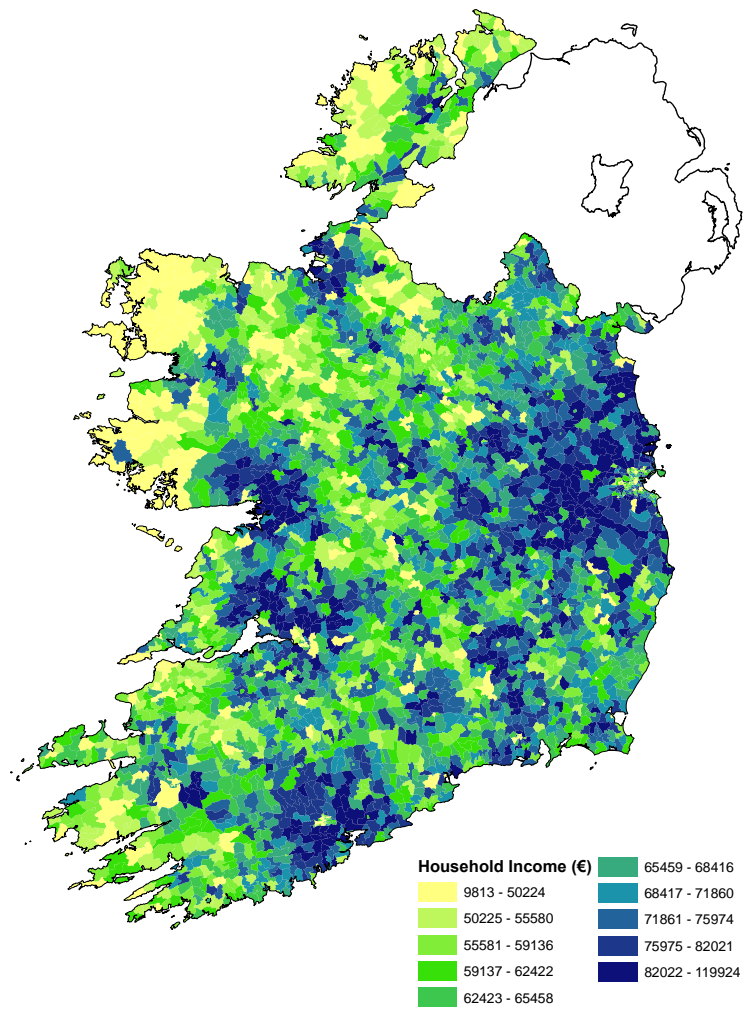 Household Income (€)
9813 - 50224
50225 - 55580
55581 - 59136
59137 - 62422
62423 - 65458
65459 - 68416
68417 - 71860
71861 - 75974
75975 - 82021
82022 - 119924